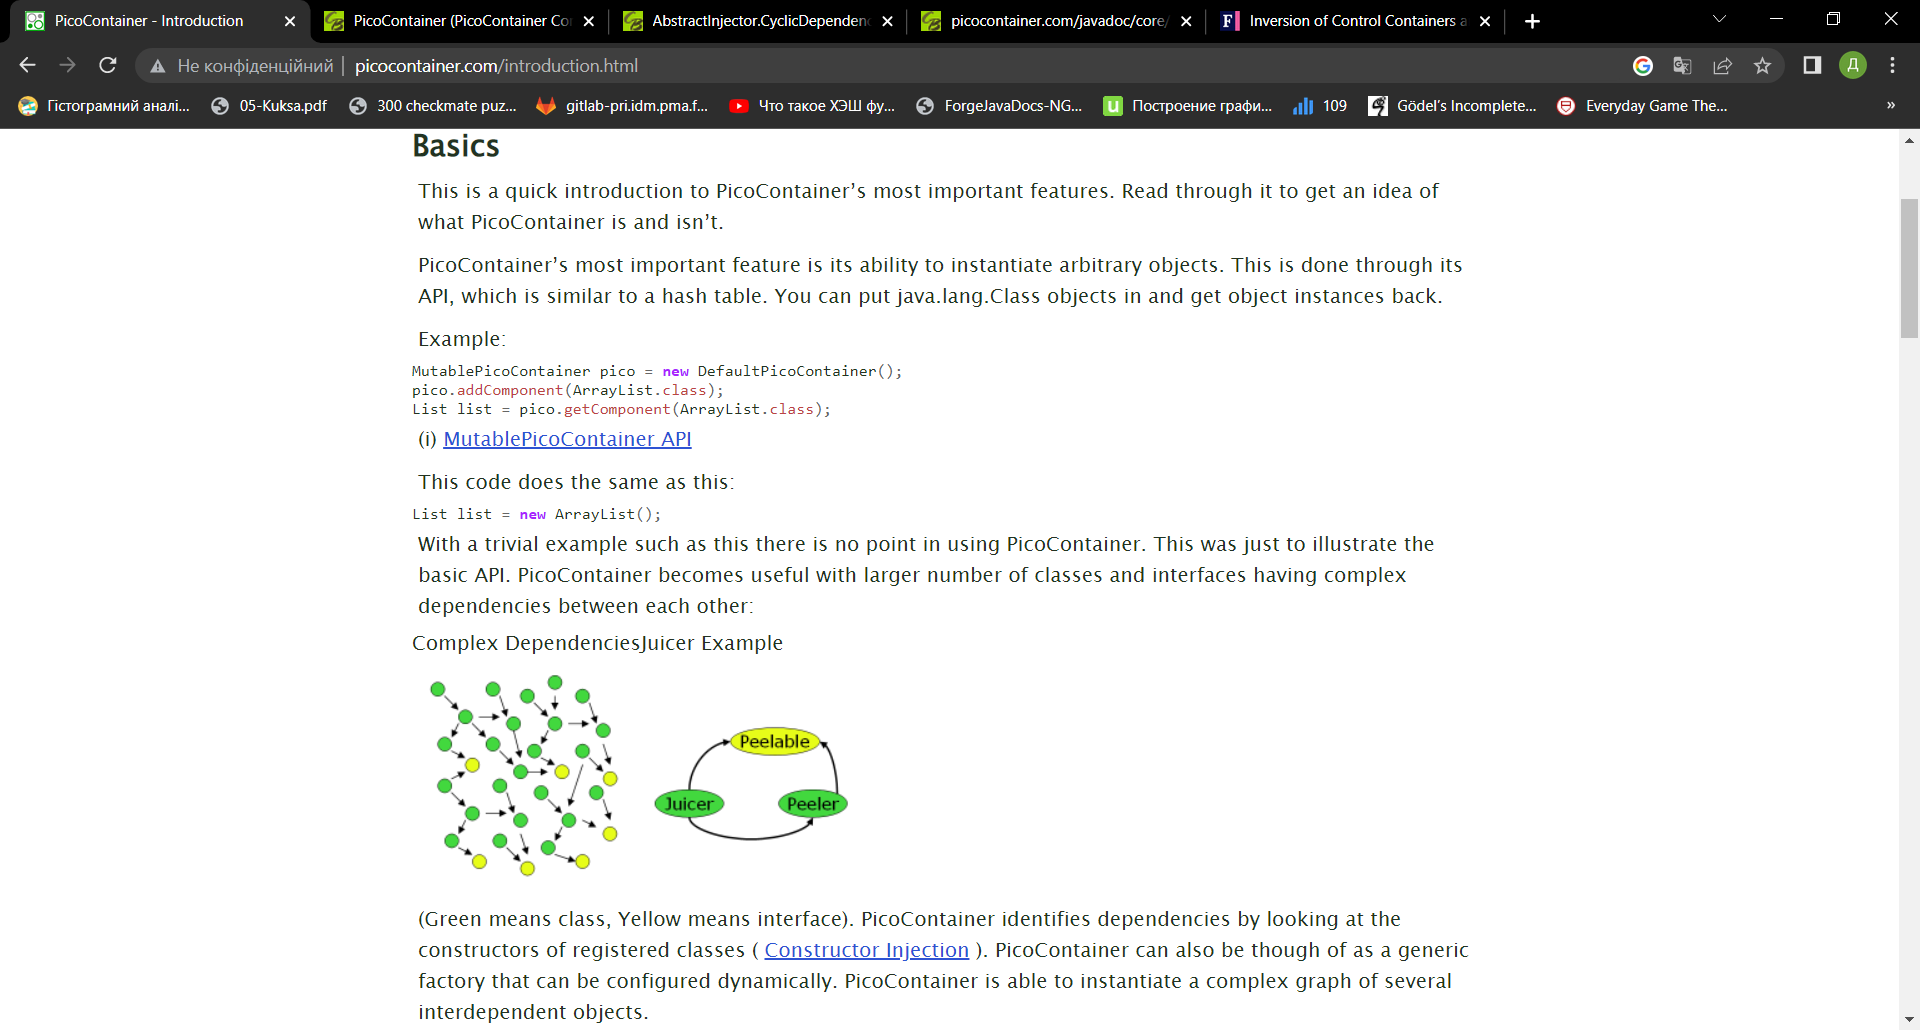 PicoContainer - Introduction
PicoContainer (PicoContainer Co
AbstractInjector.CyclicDependen
picocontainer.com/javadoc/core/
Inversion of Control Containers a
Не конфіденційний
picocontainer.com/introduction.html
Д
Гістограмний аналі...
05-Kuksa.pdf
300 checkmate puz...
gitlab-pri.idm.pma.f...
Что такое ХЭШ фу...
ForgeJavaDocs-NG...
Построение графи...
109
Gödel's Incomplete...
Everyday Game The...
»
Basics
This is a quick introduction to PicoContainer’s most important features. Read through it to get an idea of
what PicoContainer is and isn’t.
PicoContainer’s most important feature is its ability to instantiate arbitrary objects. This is done through its
API, which is similar to a hash table. You can put java.lang.Class objects in and get object instances back.
Example:
MutablePicoContainer pico = new DefaultPicoContainer();
pico.addComponent(ArrayList.class);
List list = pico.getComponent(ArrayList.class);
(i) MutablePicoContainer API
This code does the same as this:
List list = new ArrayList();
With a trivial example such as this there is no point in using PicoContainer. This was just to illustrate the
basic API. PicoContainer becomes useful with larger number of classes and interfaces having complex
dependencies between each other:
Complex DependenciesJuicer Example
Peelable
Juicer
Peeler
(Green means class, Yellow means interface). PicoContainer identifies dependencies by looking at the
constructors of registered classes ( Constructor Injection ). PicoContainer can also be though of as a generic
factory that can be configured dynamically. PicoContainer is able to instantiate a complex graph of several
interdependent objects.